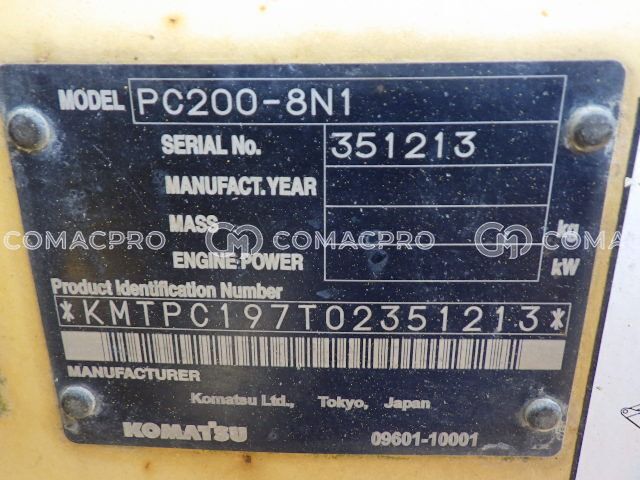 MODEL PC200-8N1
SERIAL No. 351213
MANUFACT.YEAR
MASS kg
COMACPRO COMACPRO COMA
ENGINE POWER kW
Product Identification Number
*KMTPC197T02351213*
MANUFACTURER
Komatsu Ltd., Tokyo, Japan
KOMATSU 09601-10001